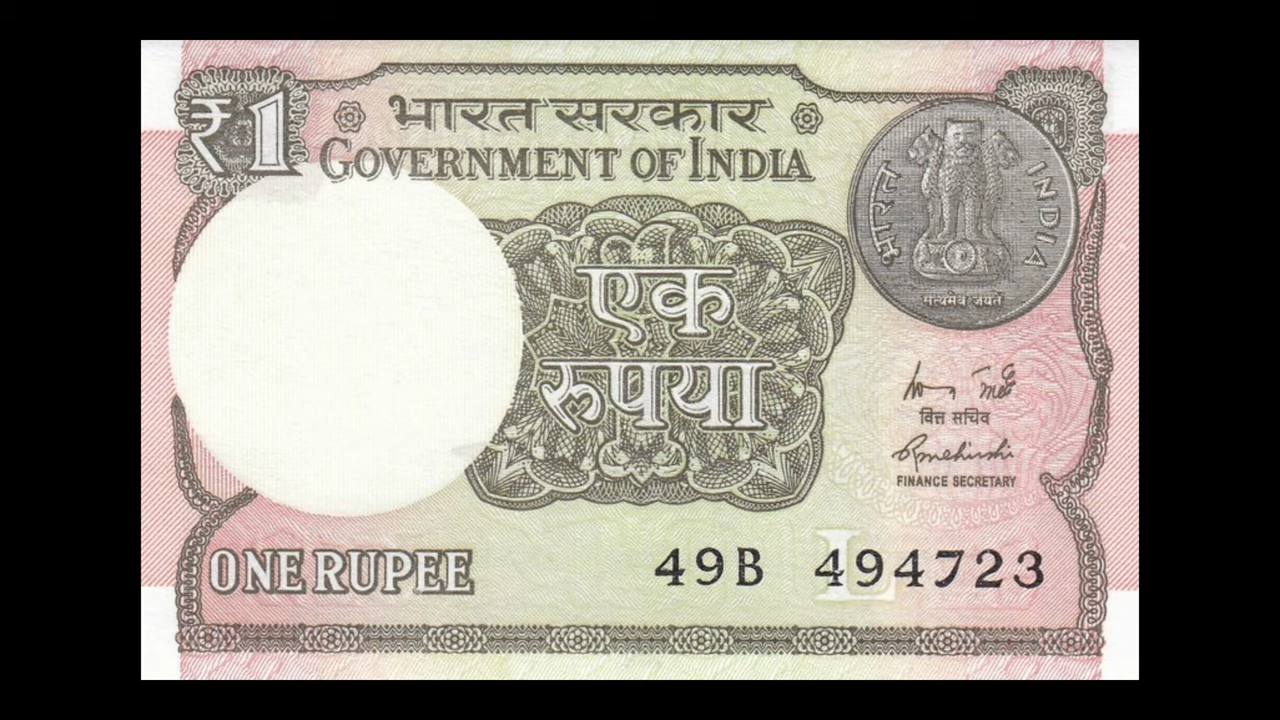 ₹1
भारत सरकार
GOVERNMENT OF INDIA
भारत
INDIA
सत्यमेव जयते
एक
रुपया
वित्त सचिव
FINANCE SECRETARY
ONE RUPEE
49B L 494723